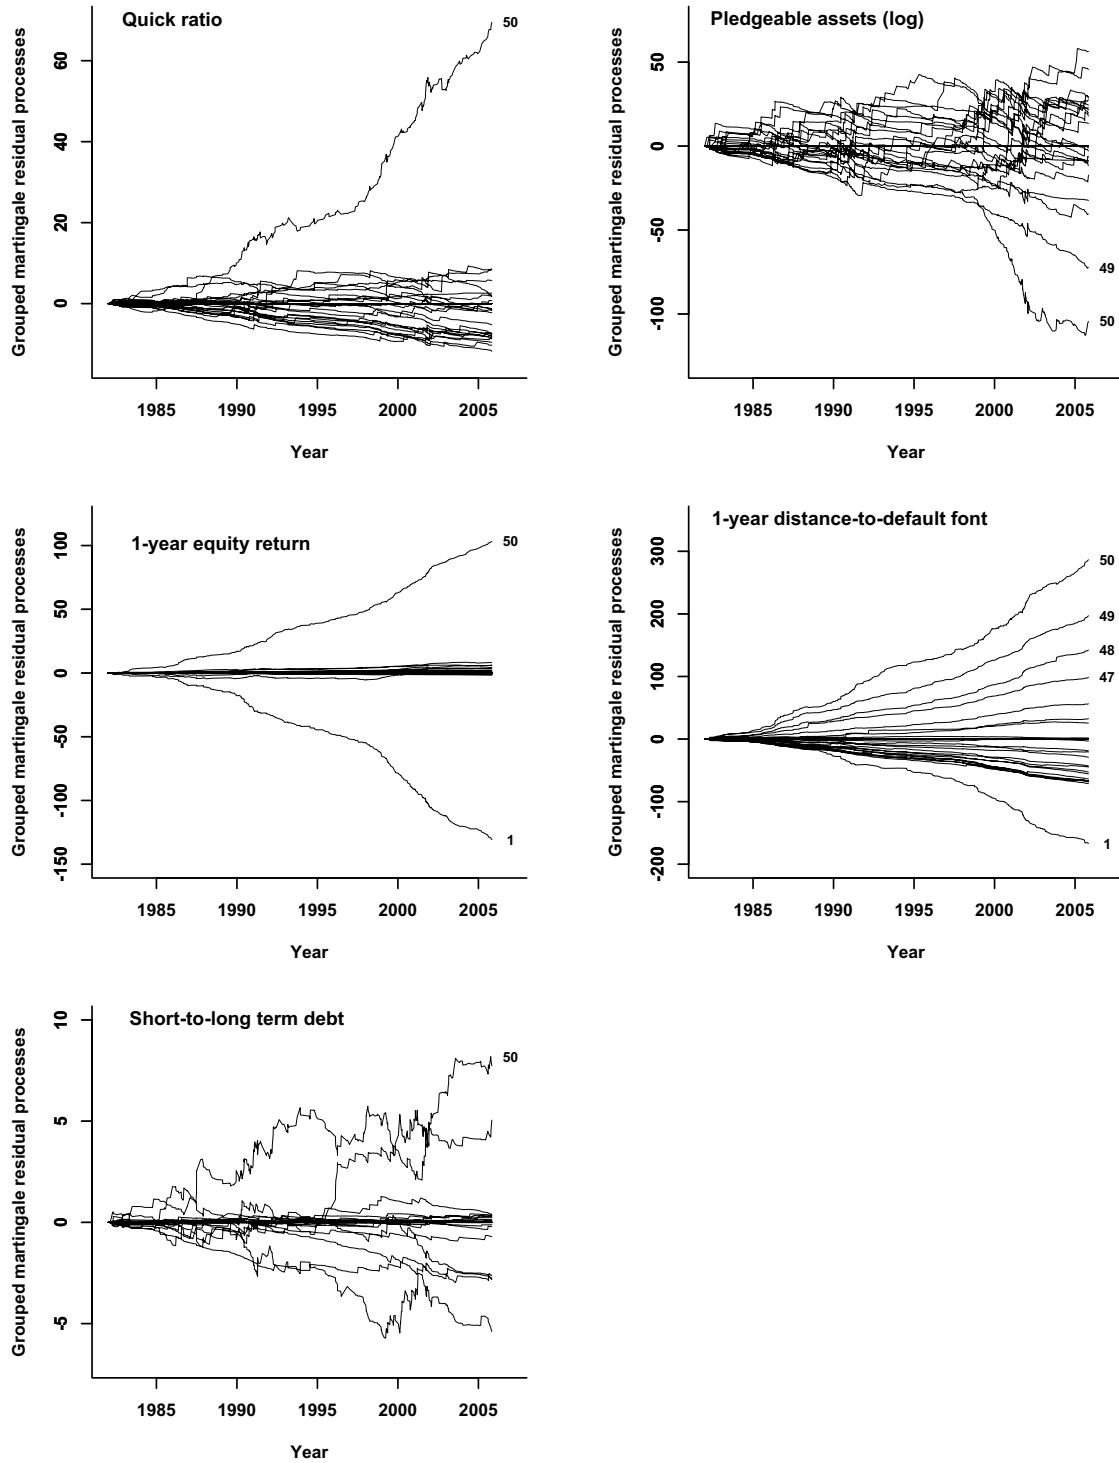 Quick ratio
Grouped martingale residual processes
60
40
20
0
50
1985 1990 1995 2000 2005
Year
Pledgeable assets (log)
Grouped martingale residual processes
50
0
-50
-100
49
50
1985 1990 1995 2000 2005
Year
1-year equity return
Grouped martingale residual processes
100
50
0
-50
-100
-150
50
1
1985 1990 1995 2000 2005
Year
1-year distance-to-default font
Grouped martingale residual processes
300
200
100
0
-100
-200
50
49
48
47
1
1985 1990 1995 2000 2005
Year
Short-to-long term debt
Grouped martingale residual processes
10
5
0
-5
50
1985 1990 1995 2000 2005
Year